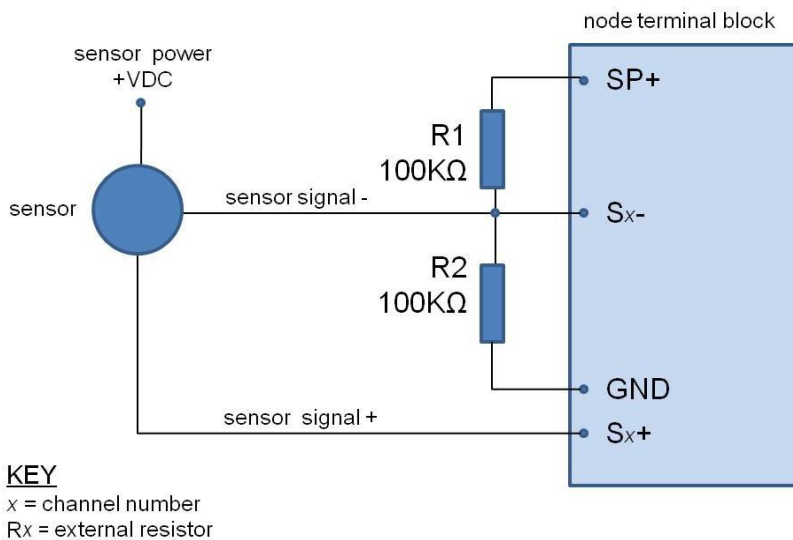 node terminal block
sensor power
+VDC
SP+
R1
100KΩ
sensor
sensor signal -
Sx-
R2
100KΩ
GND
sensor signal +
Sx+
KEY
x = channel number
Rx = external resistor